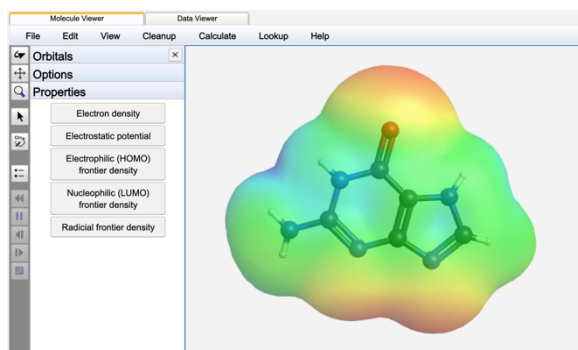 Molecule Viewer
Data Viewer
File Edit View Cleanup Calculate Lookup Help
Orbitals
Options
Properties
Electron density
Electrostatic potential
Electrophilic (HOMO)
frontier density
Nucleophilic (LUMO)
frontier density
Radicial frontier density